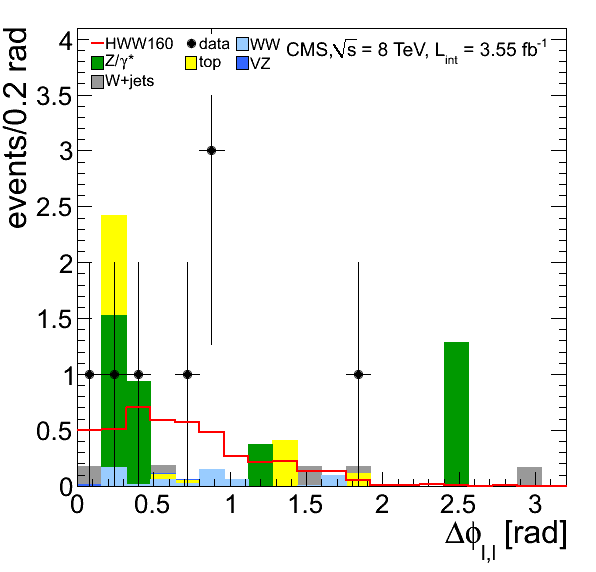 HWW160 data WW CMS,√s = 8 TeV, L_int = 3.55 fb^-1
Z/γ* top VZ
W+jets
events/0.2 rad
4
3.5
3
2.5
2
1.5
1
0.5
0
0 0.5 1 1.5 2 2.5 3
Δϕ_l,l [rad]